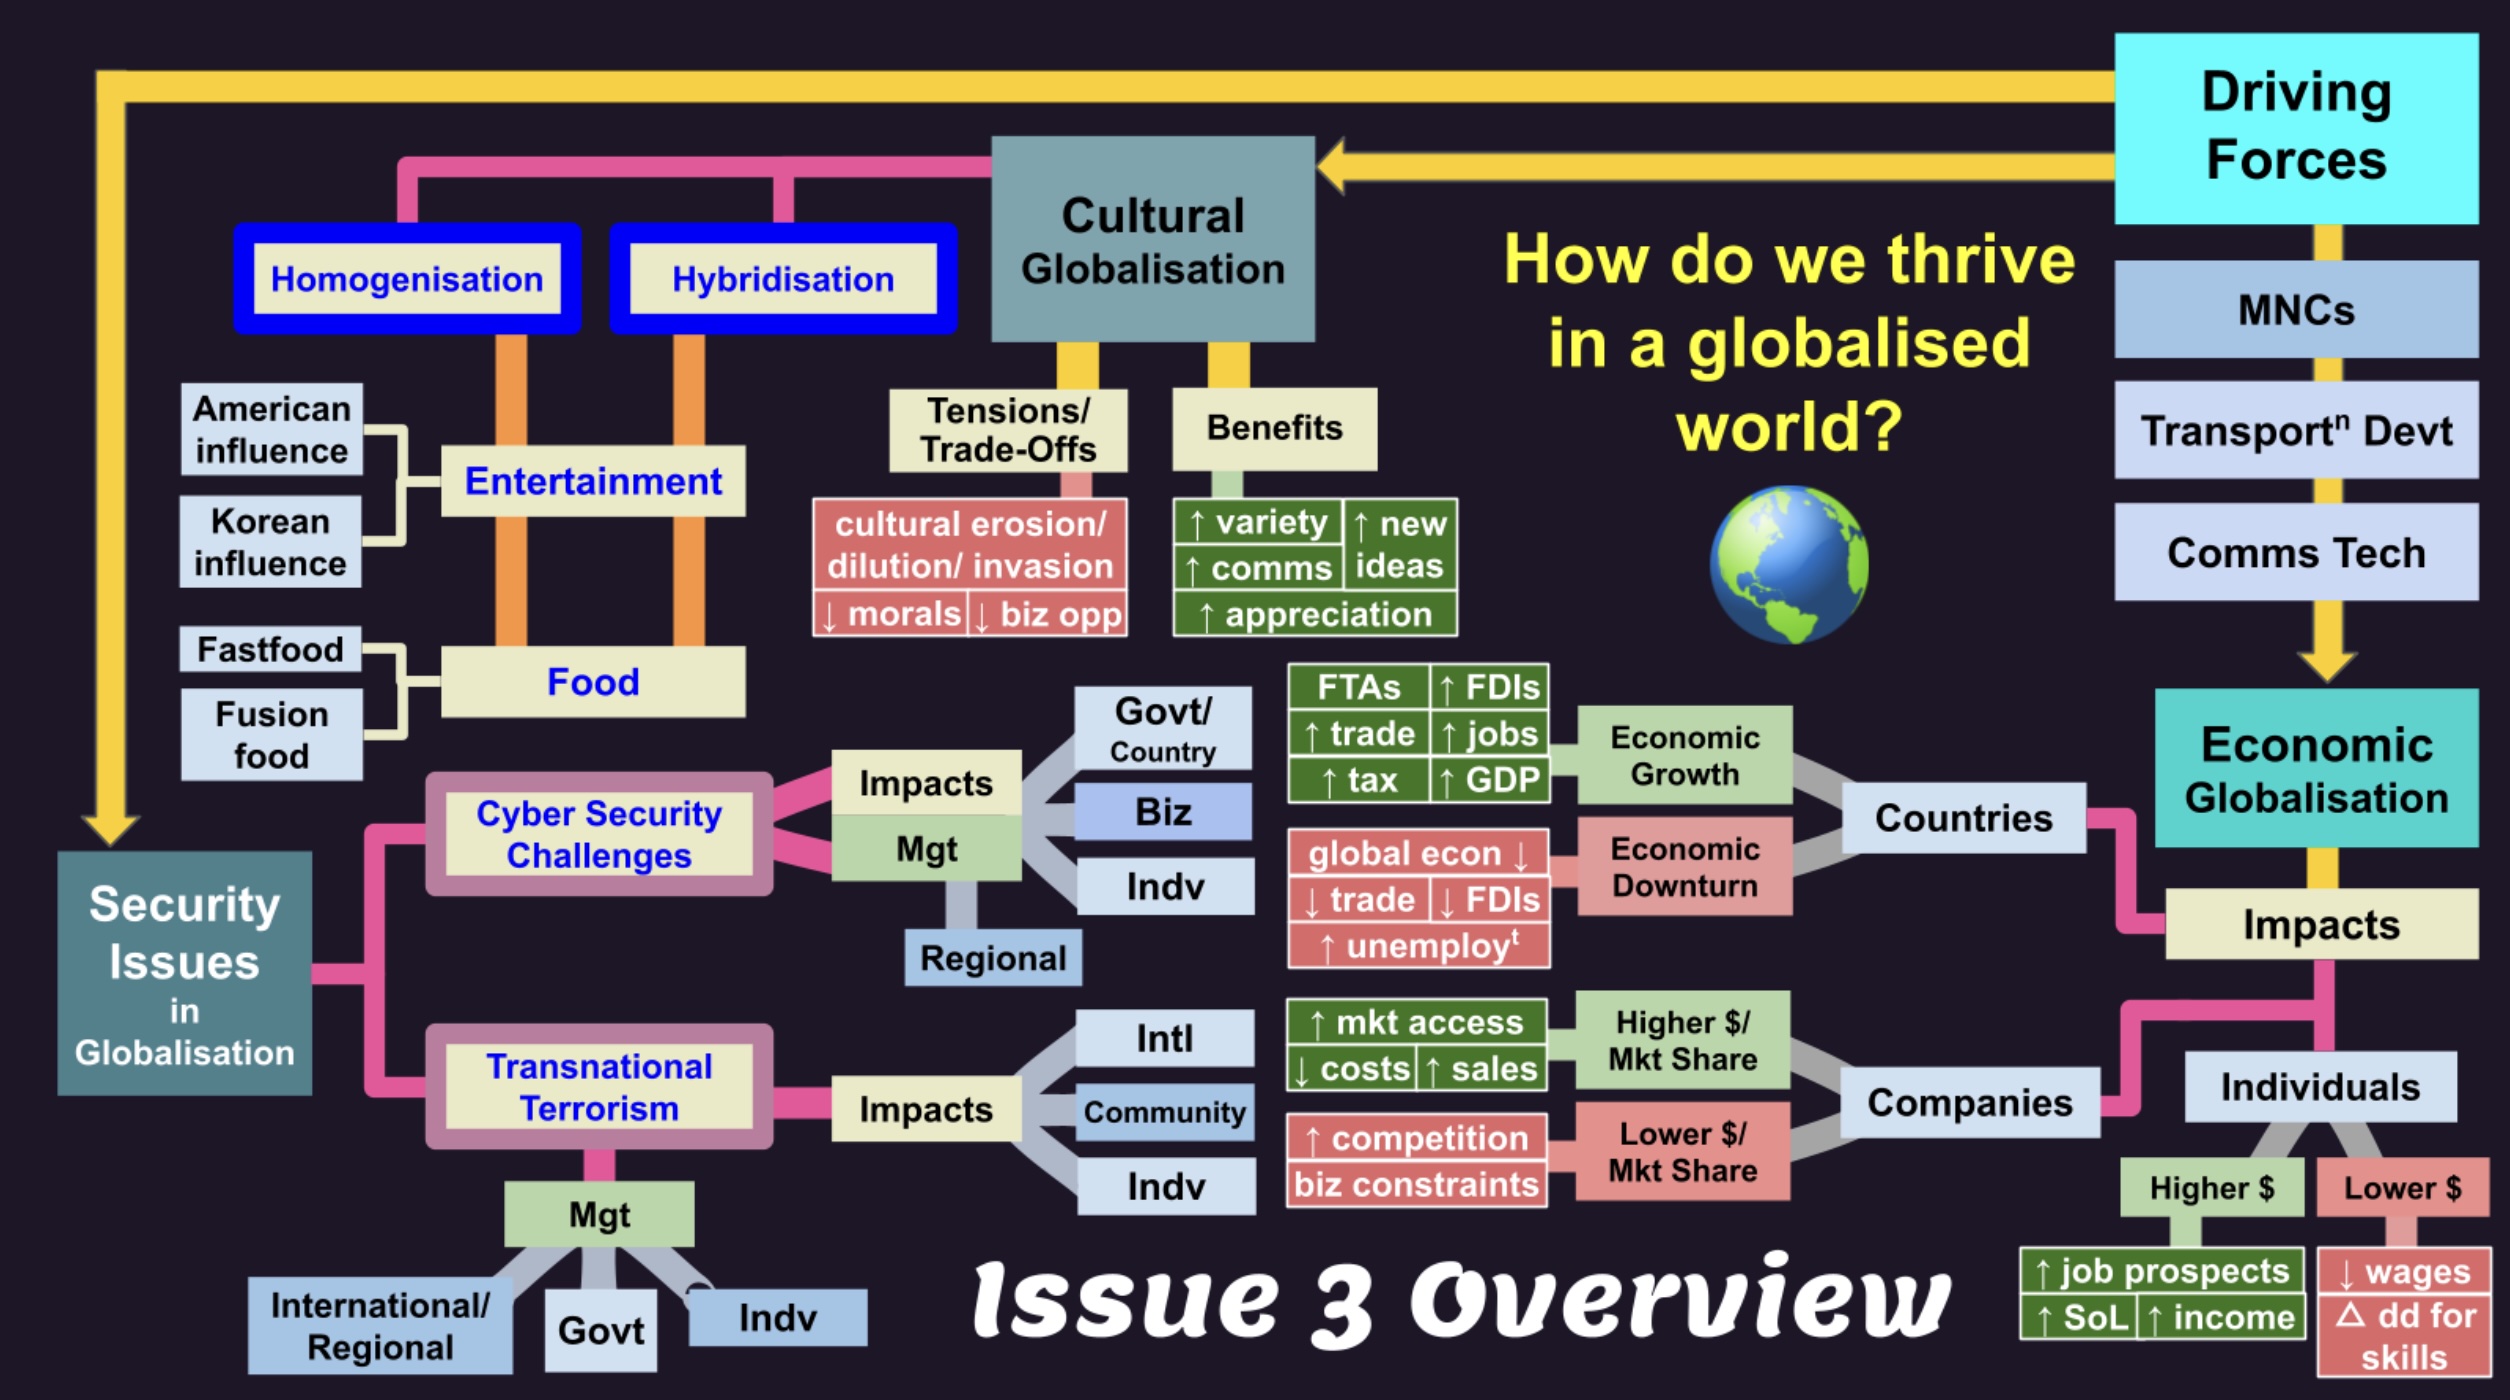 Driving
Forces
MNCs
Transportⁿ Devt
Comms Tech
How do we thrive
in a globalised
world?
Cultural
Globalisation
Homogenisation
Hybridisation
American
influence
Korean
influence
Entertainment
Fastfood
Fusion
food
Food
Tensions/
Trade-Offs
cultural erosion/
dilution/ invasion
↓ morals
↓ biz opp
Benefits
↑ variety
↑ comms
↑ new
ideas
↑ appreciation
Economic
Globalisation
Impacts
Countries
Economic
Growth
FTAs
↑ FDIs
↑ trade
↑ jobs
↑ tax
↑ GDP
Economic
Downturn
global econ ↓
↓ trade
↓ FDIs
↑ unemployᵗ
Companies
Higher $/
Mkt Share
↑ mkt access
↓ costs
↑ sales
Lower $/
Mkt Share
↑ competition
biz constraints
Individuals
Higher $
↑ job prospects
↑ SoL
↑ income
Lower $
↓ wages
△ dd for
skills
Security
Issues
in
Globalisation
Cyber Security
Challenges
Impacts
Mgt
Govt/
Country
Biz
Indv
Regional
Transnational
Terrorism
Impacts
Intl
Community
Indv
Mgt
International/
Regional
Govt
Indv
Issue 3 Overview